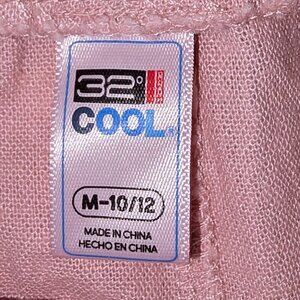 32°
COOL®
M-10/12
MADE IN CHINA
HECHO EN CHINA